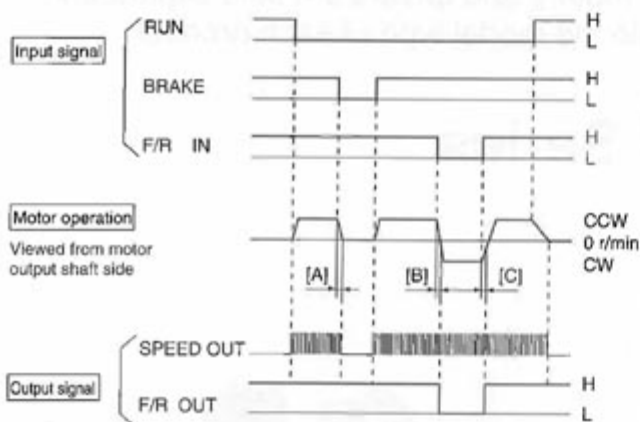 RUN
H
L
Input signal
BRAKE
H
L
F/R IN
H
L
Motor operation
Viewed from motor
output shaft side
CCW
0 r/min
CW
[A]
[B]
[C]
SPEED OUT
Output signal
F/R OUT
H
L